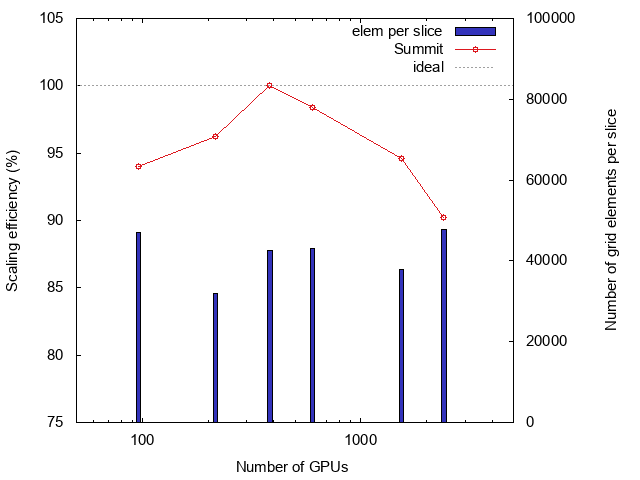 105
100
95
90
85
80
75
Scaling efficiency (%)
elem per slice
Summit
ideal
100000
80000
60000
40000
20000
0
Number of grid elements per slice
100
1000
Number of GPUs